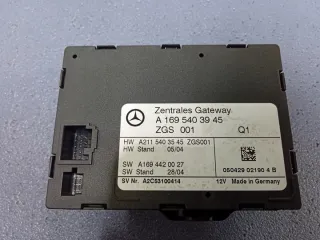 Zentrales Gateway
A 169 540 39 45
ZGS 001 Q1
HW A211 540 35 45 ZGS001
HW Stand 05/04
SW A169 442 00 27
SW Stand 28/04
050429 02190 4 B
SV Nr. A2C53100414 12V Made in Germany